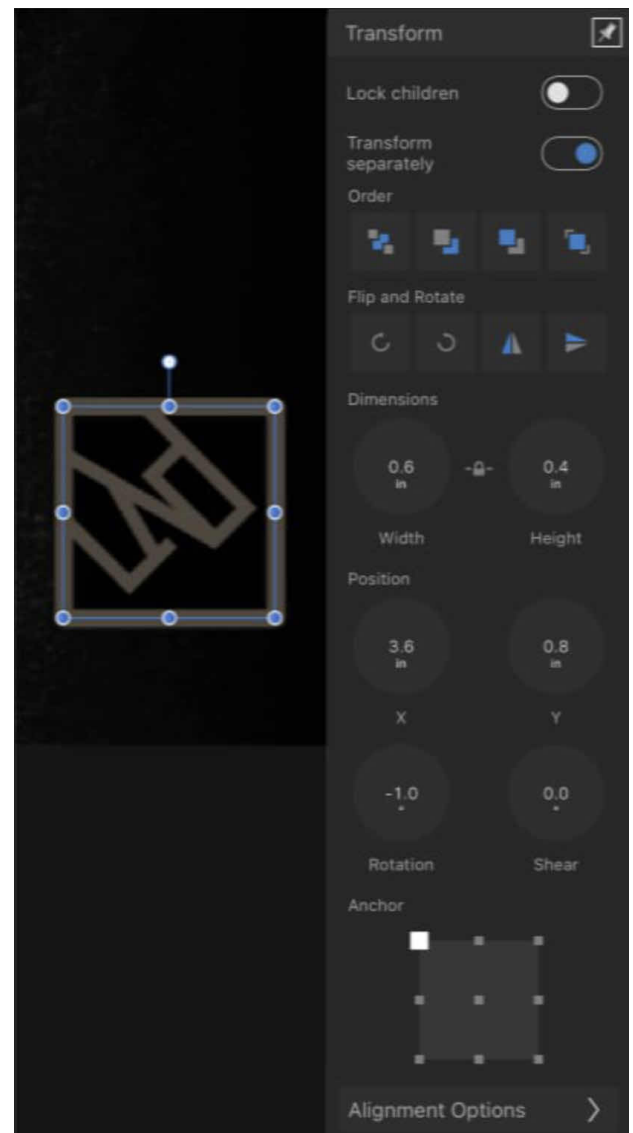 Transform
Lock children
Transform
separately
Order
Flip and Rotate
Dimensions
0.6
in
0.4
in
Width
Height
Position
3.6
in
0.8
in
X
Y
-1.0
°
0.0
°
Rotation
Shear
Anchor
Alignment Options